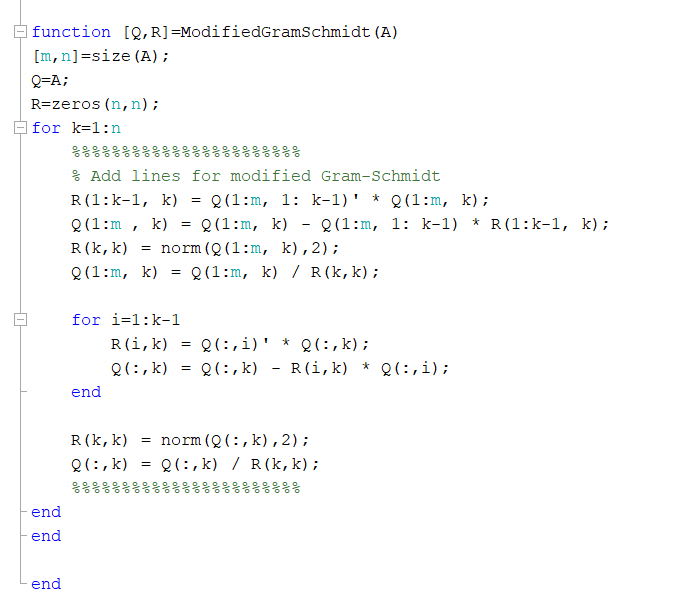 function [Q,R]=ModifiedGramSchmidt(A)
[m,n]=size(A);
Q=A;
R=zeros(n,n);
for k=1:n
%%%%%%%%%%%%%%%%%%%%%%%
% Add lines for modified Gram-Schmidt
R(1:k-1, k) = Q(1:m, 1: k-1)' * Q(1:m, k);
Q(1:m , k) = Q(1:m, k) - Q(1:m, 1: k-1) * R(1:k-1, k);
R(k,k) = norm(Q(1:m, k),2);
Q(1:m, k) = Q(1:m, k) / R(k,k);
for i=1:k-1
R(i,k) = Q(:,i)' * Q(:,k);
Q(:,k) = Q(:,k) - R(i,k) * Q(:,i);
end
R(k,k) = norm(Q(:,k),2);
Q(:,k) = Q(:,k) / R(k,k);
%%%%%%%%%%%%%%%%%%%%%%%
end
end
end